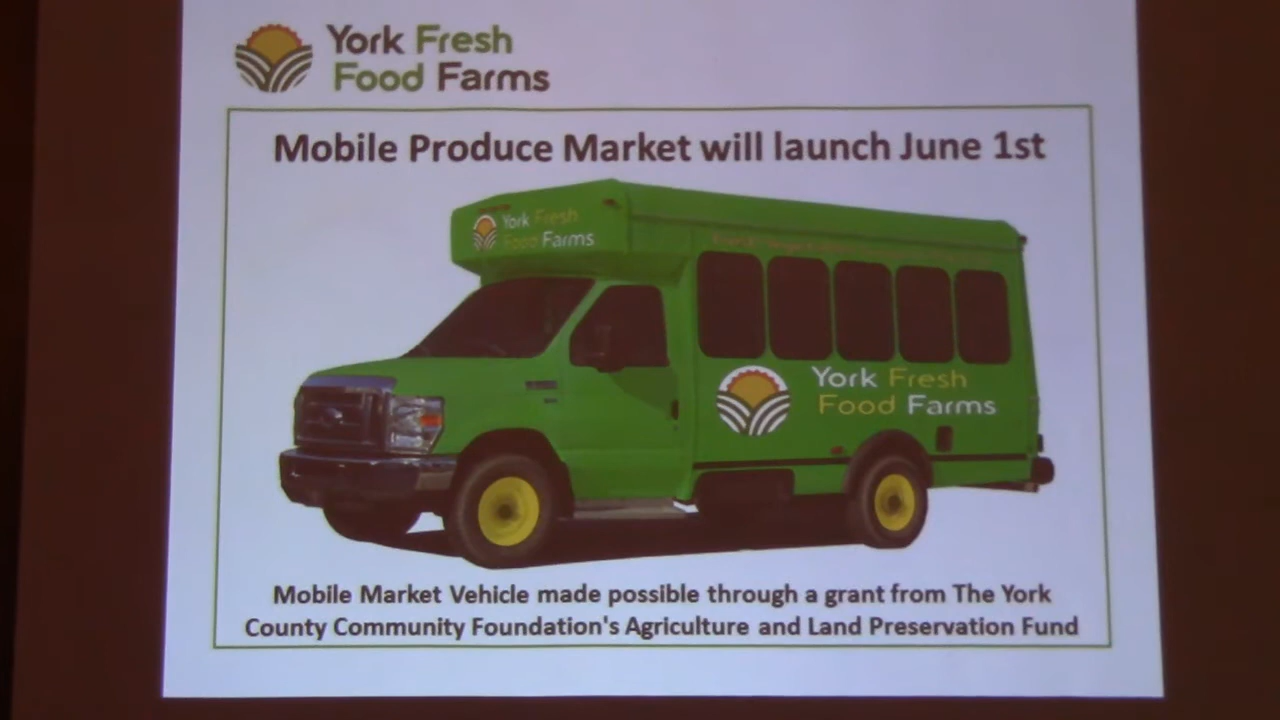 York Fresh
Food Farms
Mobile Produce Market will launch June 1st
York Fresh
Food Farms
York Fresh
Food Farms
Mobile Market Vehicle made possible through a grant from The York
County Community Foundation's Agriculture and Land Preservation Fund